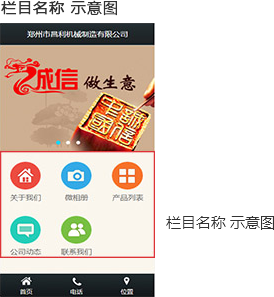 栏目名称 示意图
郑州市昌利机械制造有限公司
诚信 做生意
诚信中国
关于我们
微相册
产品列表
公司动态
联系我们
栏目名称 示意图
首页
电话
位置